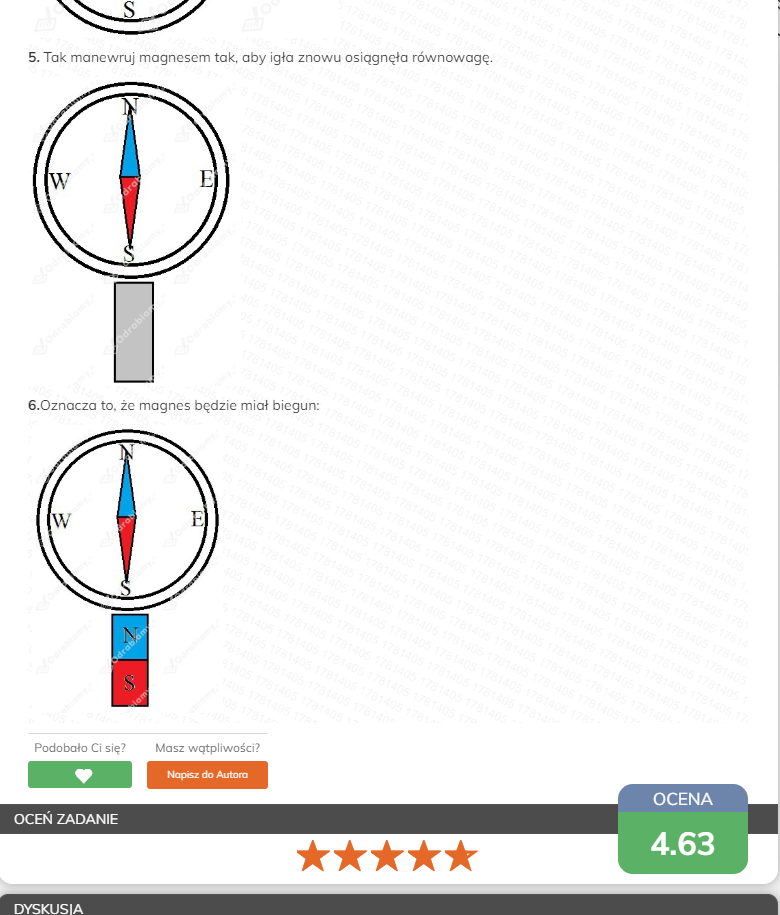 S
5. Tak manewruj magnesem tak, aby igła znowu osiągnęła równowagę.
N
W E
S
6.Oznacza to, że magnes będzie miał biegun:
N
W E
S
N
S
Podobało Ci się? Masz wątpliwości?
Napisz do Autora
OCENA
OCEŃ ZADANIE
4.63
DYSKUSJA